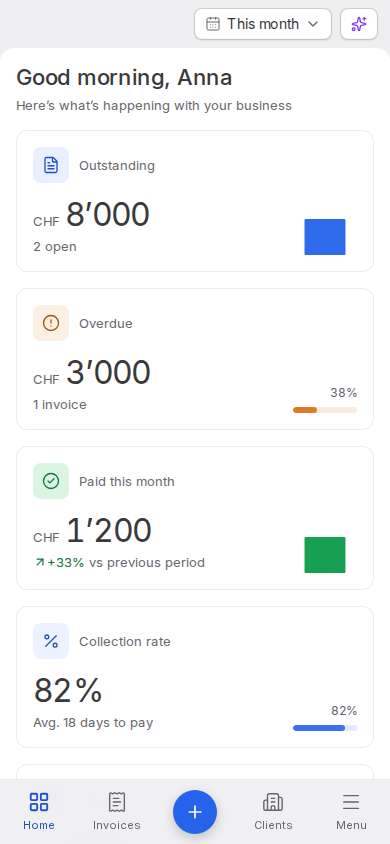 This month
Good morning, Anna
Here’s what’s happening with your business
Outstanding
CHF 8’000
2 open
Overdue
CHF 3’000
38%
1 invoice
Paid this month
CHF 1’200
+33% vs previous period
Collection rate
82%
82%
Avg. 18 days to pay
Home Invoices Clients Menu